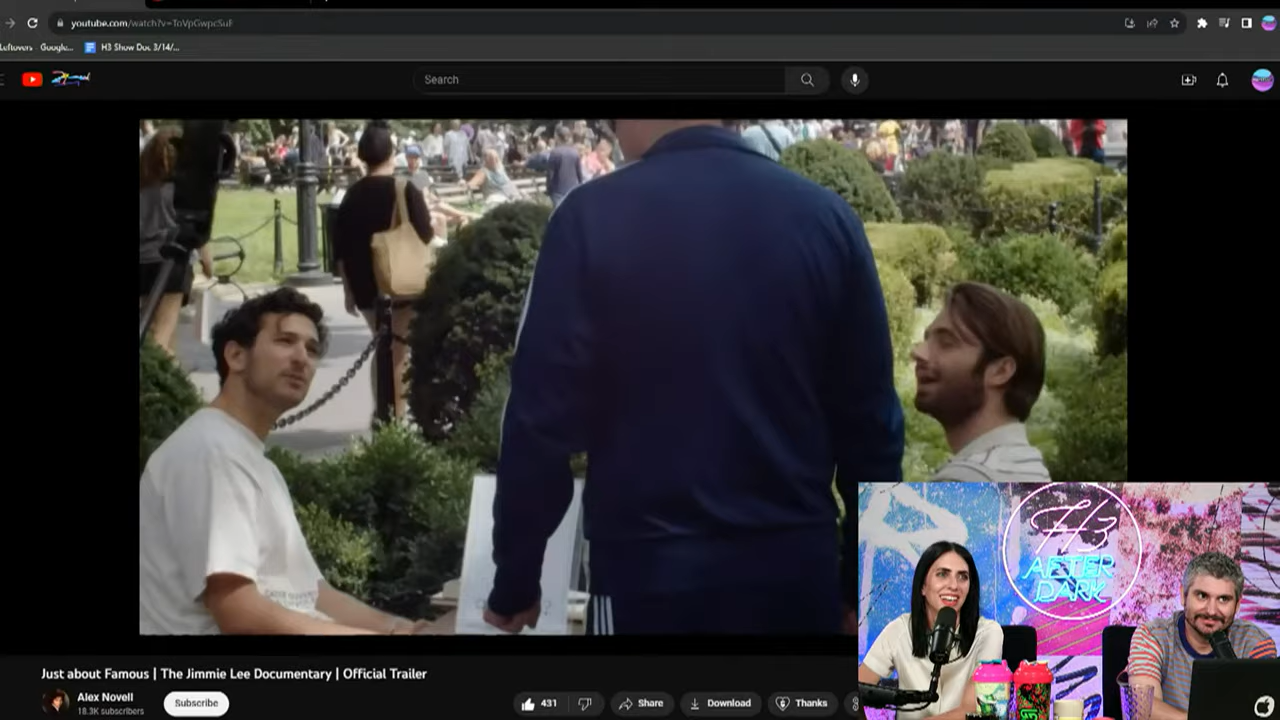 youtube.com/watch?v=ToVpGwpcSuE
Leftovers
Google...
H3 Show Doc 3/14/...
Search
H3
AFTER
DARK
Just about Famous | The Jimmie Lee Documentary | Official Trailer
Alex Novell
18.3K subscribers
Subscribe
431
Share
Download
Thanks